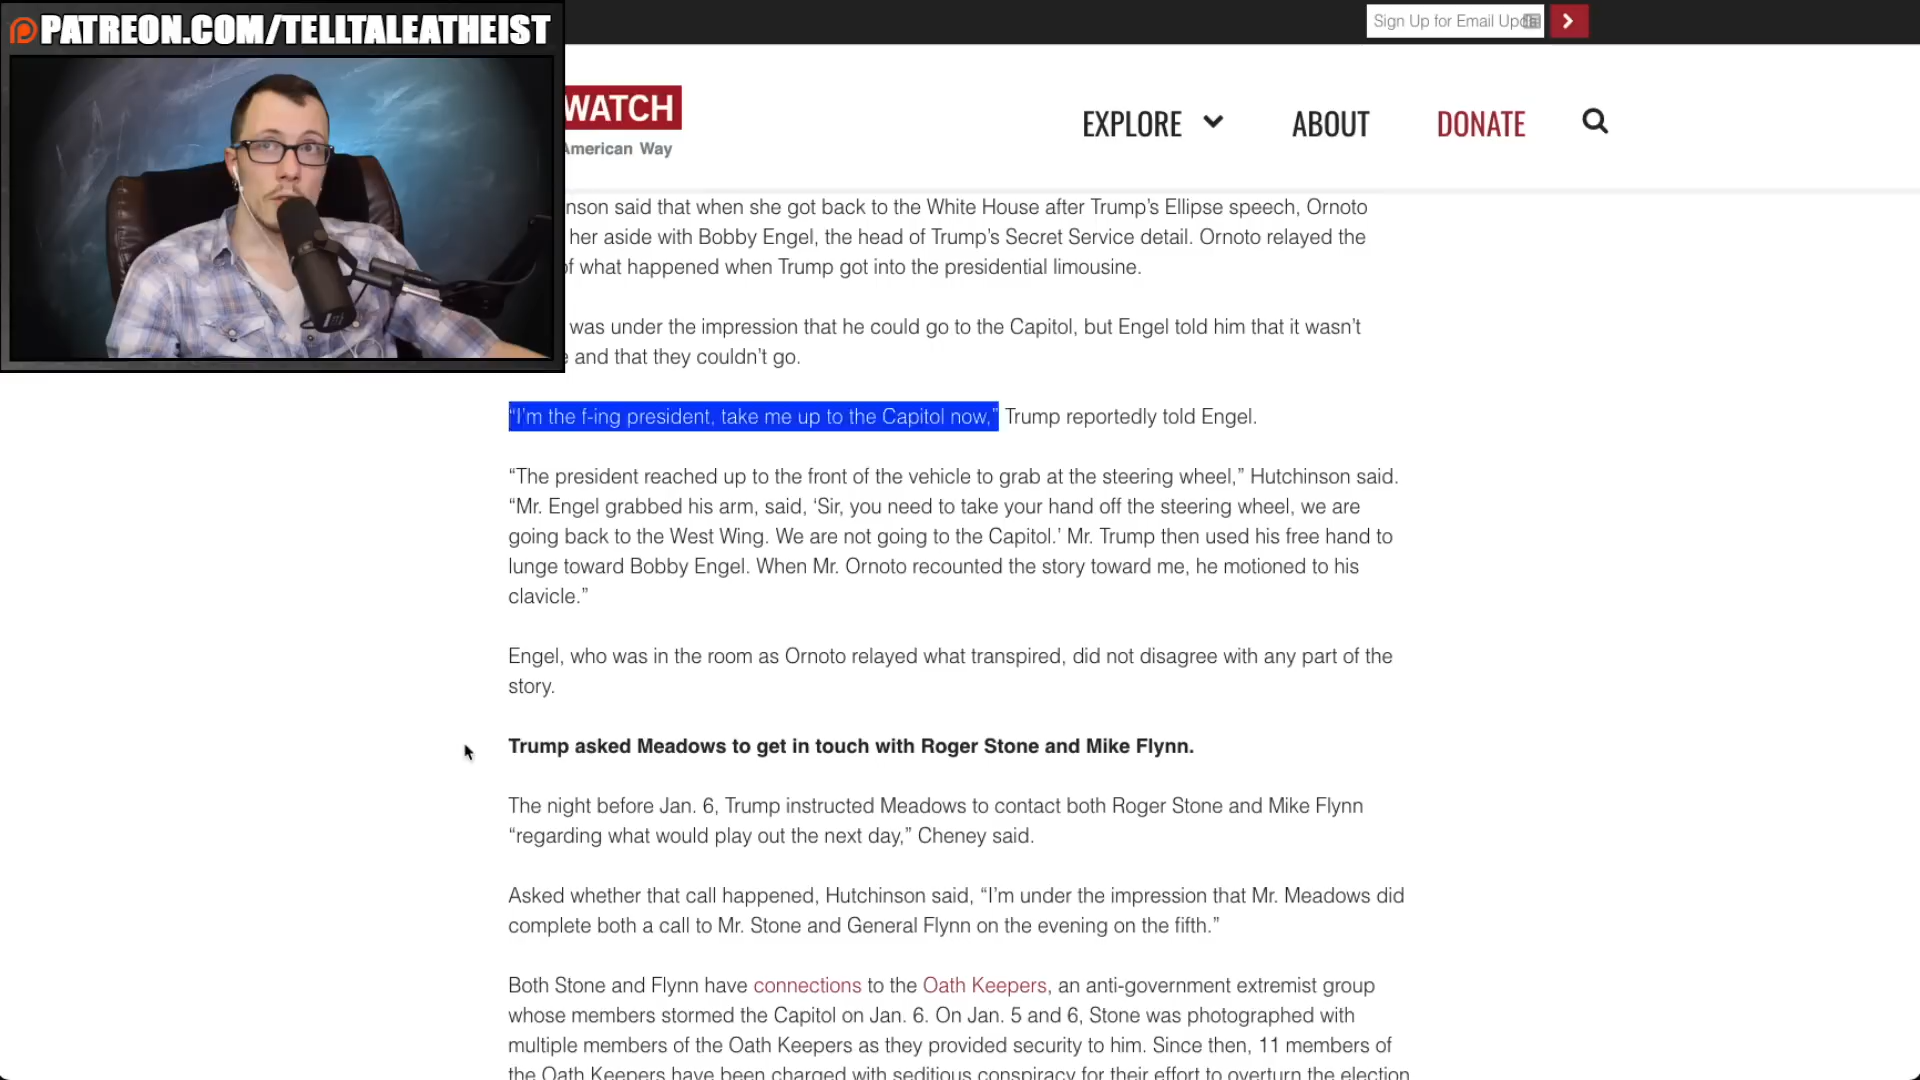 PATREON.COM/TELLTALEATHEIST
Sign Up for Email
WATCH
American Way
EXPLORE
ABOUT
DONATE
nson said that when she got back to the White House after Trump’s Ellipse speech, Ornoto
her aside with Bobby Engel, the head of Trump’s Secret Service detail. Ornoto relayed the
of what happened when Trump got into the presidential limousine.
was under the impression that he could go to the Capitol, but Engel told him that it wasn’t
e and that they couldn’t go.
“I’m the f-ing president, take me up to the Capitol now,” Trump reportedly told Engel.
“The president reached up to the front of the vehicle to grab at the steering wheel,” Hutchinson said.
“Mr. Engel grabbed his arm, said, ‘Sir, you need to take your hand off the steering wheel, we are
going back to the West Wing. We are not going to the Capitol.’ Mr. Trump then used his free hand to
lunge toward Bobby Engel. When Mr. Ornoto recounted the story toward me, he motioned to his
clavicle.”
Engel, who was in the room as Ornoto relayed what transpired, did not disagree with any part of the
story.
Trump asked Meadows to get in touch with Roger Stone and Mike Flynn.
The night before Jan. 6, Trump instructed Meadows to contact both Roger Stone and Mike Flynn
“regarding what would play out the next day,” Cheney said.
Asked whether that call happened, Hutchinson said, “I’m under the impression that Mr. Meadows did
complete both a call to Mr. Stone and General Flynn on the evening on the fifth.”
Both Stone and Flynn have connections to the Oath Keepers, an anti-government extremist group
whose members stormed the Capitol on Jan. 6. On Jan. 5 and 6, Stone was photographed with
multiple members of the Oath Keepers as they provided security to him. Since then, 11 members of
the Oath Keepers have been charged with seditious conspiracy for their effort to overturn the election